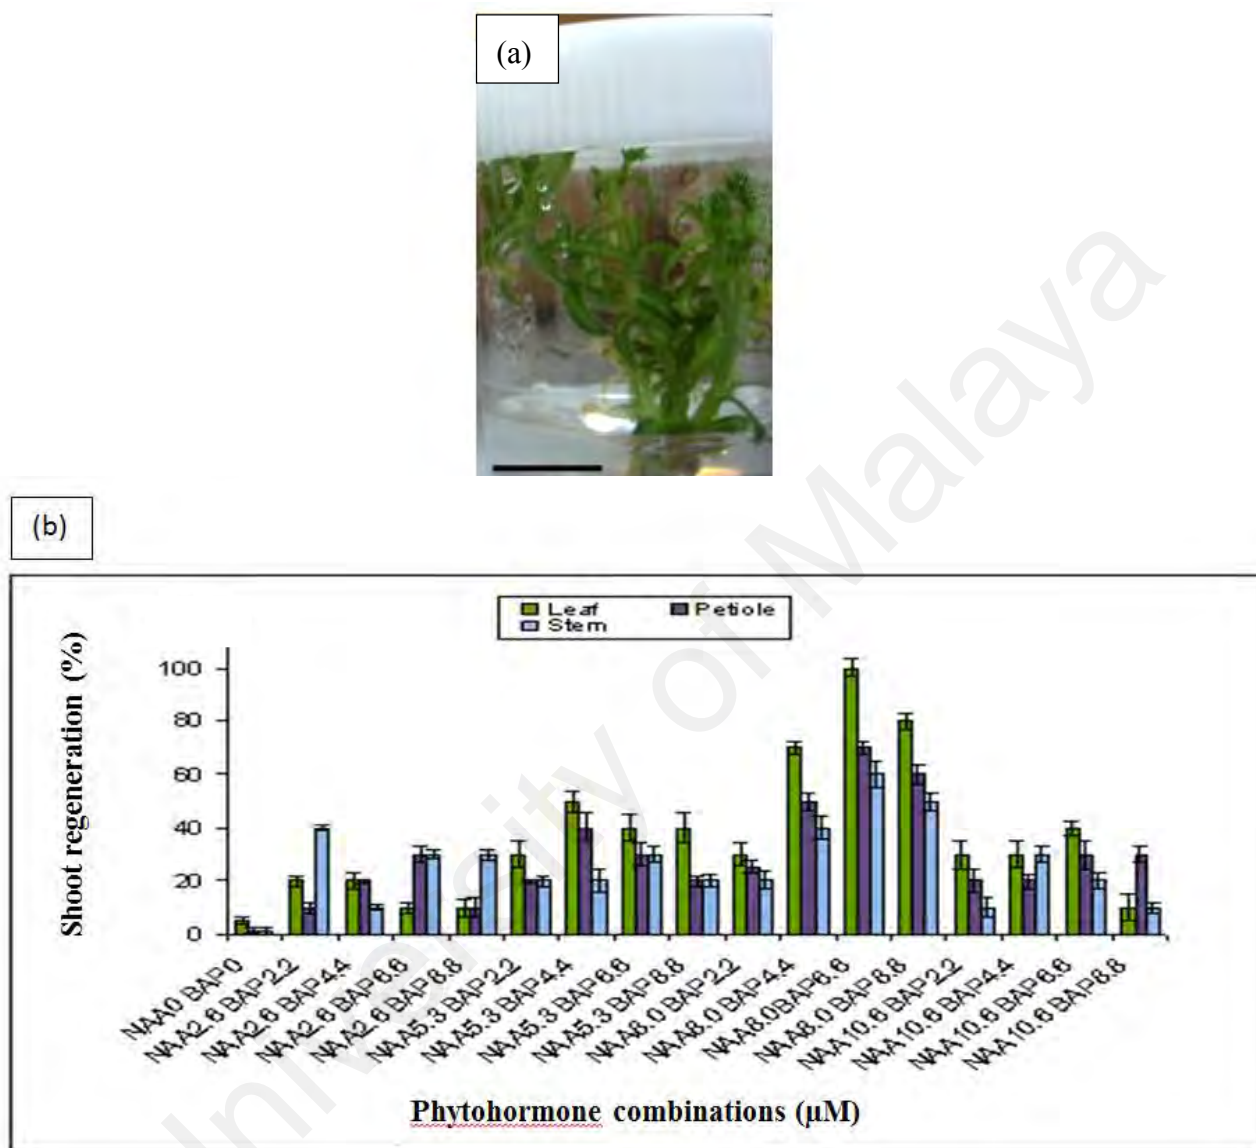 (a)
(b)
Leaf
Petiole
Stem
Shoot regeneration (%)
100
80
60
40
20
0
NAA0 BAP0
NAA2.6 BAP2.2
NAA2.6 BAP4.4
NAA2.6 BAP6.6
NAA2.6 BAP8.8
NAA5.3 BAP2.2
NAA5.3 BAP4.4
NAA5.3 BAP6.6
NAA5.3 BAP8.8
NAA8.0 BAP2.2
NAA8.0 BAP4.4
NAA8.0BAP6.6
NAA8.0 BAP8.8
NAA10.6 BAP2.2
NAA10.6 BAP4.4
NAA10.6 BAP6.6
NAA10.6 BAP8.8
Phytohormone combinations (µM)
University of Malaya